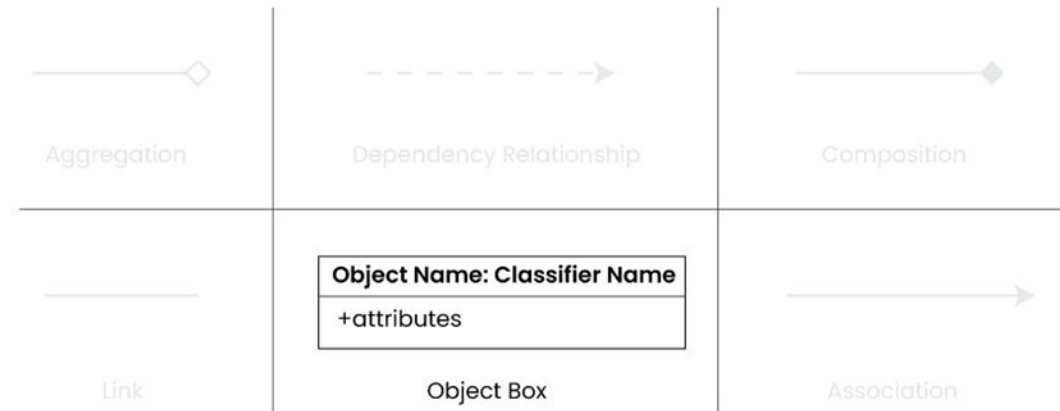 Aggregation
Dependency Relationship
Composition
Object Name: Classifier Name
+attributes
Link
Object Box
Association